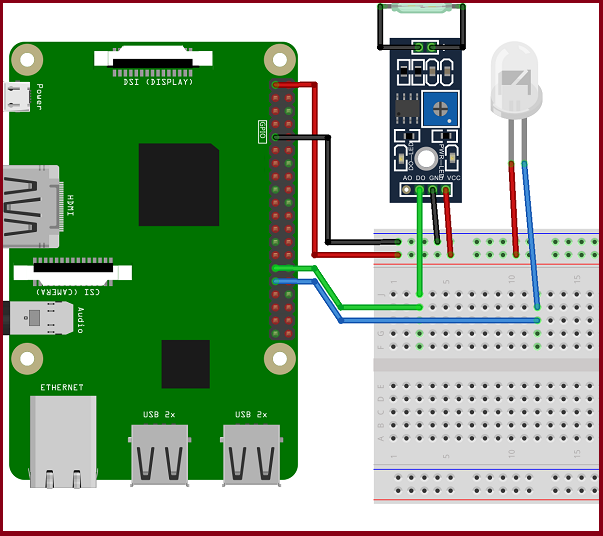 DSI (DISPLAY)
Power
GPIO
HDMI
CSI (CAMERA)
Audio
ETHERNET
USB 2x
USB 2x
DO-LED
PWR-LED
AO DO GND VCC
1 5 10 15
J
F
G
E
D
C
B
A
1 5 10 15